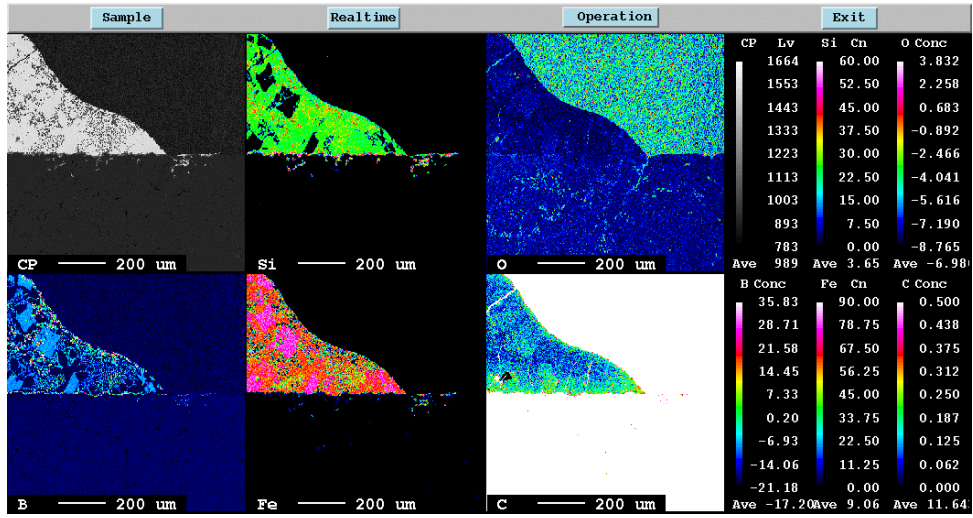 Sample Realtime Operation Exit
CP Lv Si Cn O Conc
1664 60.00 3.832
1553 52.50 2.258
1443 45.00 0.683
1333 37.50 -0.892
1223 30.00 -2.466
1113 22.50 -4.041
1003 15.00 -5.616
893 7.50 -7.190
783 0.00 -8.765
Ave 989 Ave 3.65 Ave -6.98
CP 200 um Si 200 um O 200 um
B Conc Fe Cn C Conc
35.83 90.00 0.500
28.71 78.75 0.438
21.58 67.50 0.375
14.45 56.25 0.312
7.33 45.00 0.250
0.20 33.75 0.187
-6.93 22.50 0.125
-14.06 11.25 0.062
-21.18 0.00 0.000
Ave -17.20 Ave 9.06 Ave 11.64
B 200 um Fe 200 um C 200 um